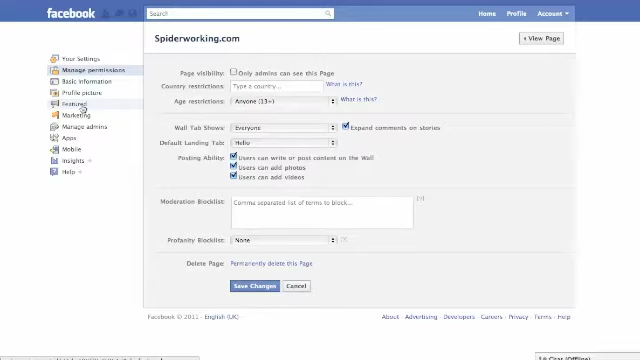 facebook
Search
Home Profile Account
Spiderworking.com
« View Page
Your Settings
Manage permissions
Basic Information
Profile picture
Featured
Marketing
Manage admins
Apps
Mobile
Insights
Help
Page visibility: Only admins can see this Page
What is this?
Country restrictions: Type a country...
Age restrictions: Anyone (13+) What is this?
Wall Tab Shows: Everyone Expand comments on stories
Default Landing Tab: Hello
Posting Ability: Users can write or post content on the Wall
Users can add photos
Users can add videos
Moderation Blocklist: Comma separated list of terms to block... [?]
Profanity Blocklist: None [?]
Delete Page: Permanently delete this Page
Save Changes Cancel
Facebook © 2011 · English (UK)
About · Advertising · Developers · Careers · Privacy · Terms · Help
Chat (Offline)